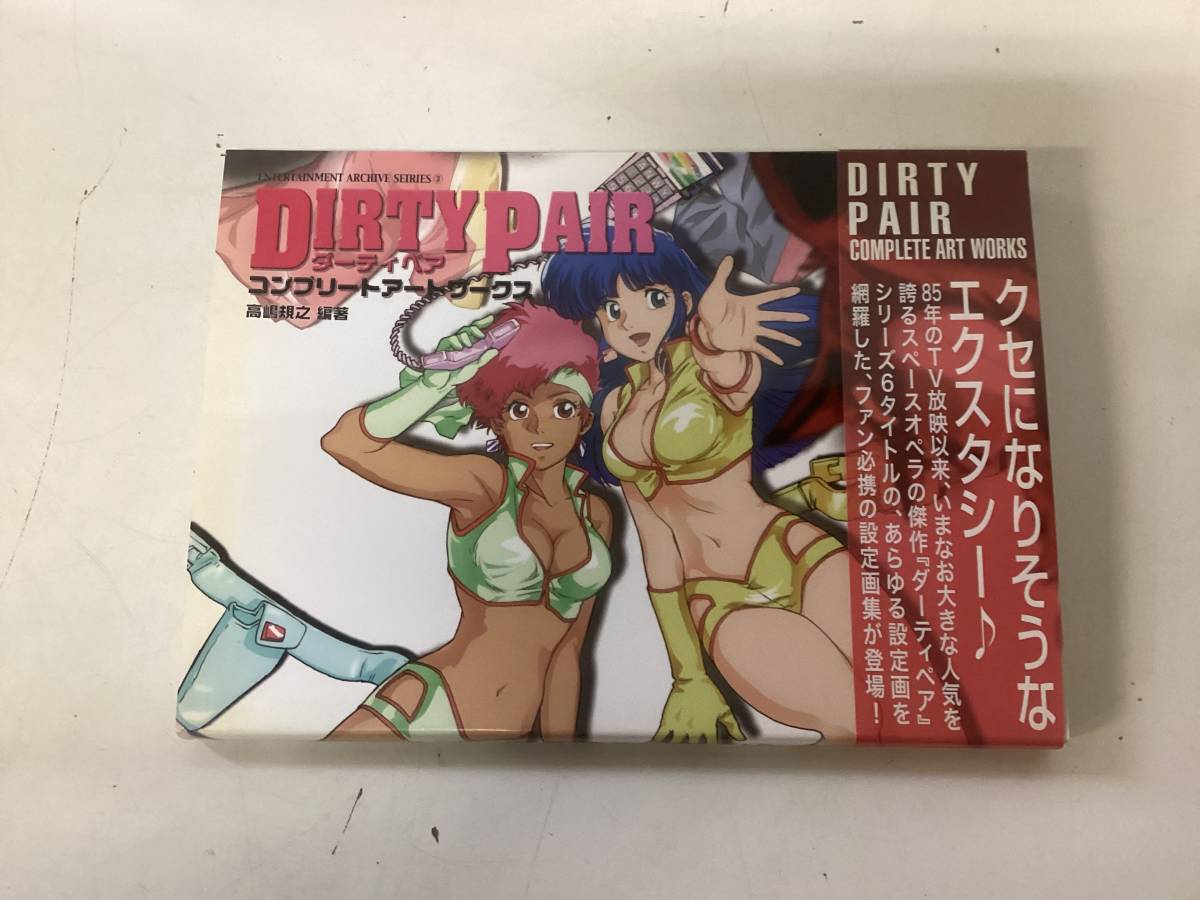 ENTERTAINMENT ARCHIVE SEIRIES ②
DIRTY PAIR
ダーティペア
コンプリートアートワークス
高嶋規之 編著
DIRTY
PAIR
COMPLETE ART WORKS
クセになりそうな
エクスタシー♪
85年のTV放映以来、いまなお大きな人気を
誇るスペースオペラの傑作『ダーティペア』
シリーズ6タイトルの、あらゆる設定画を
網羅した、ファン必携の設定画集が登場！